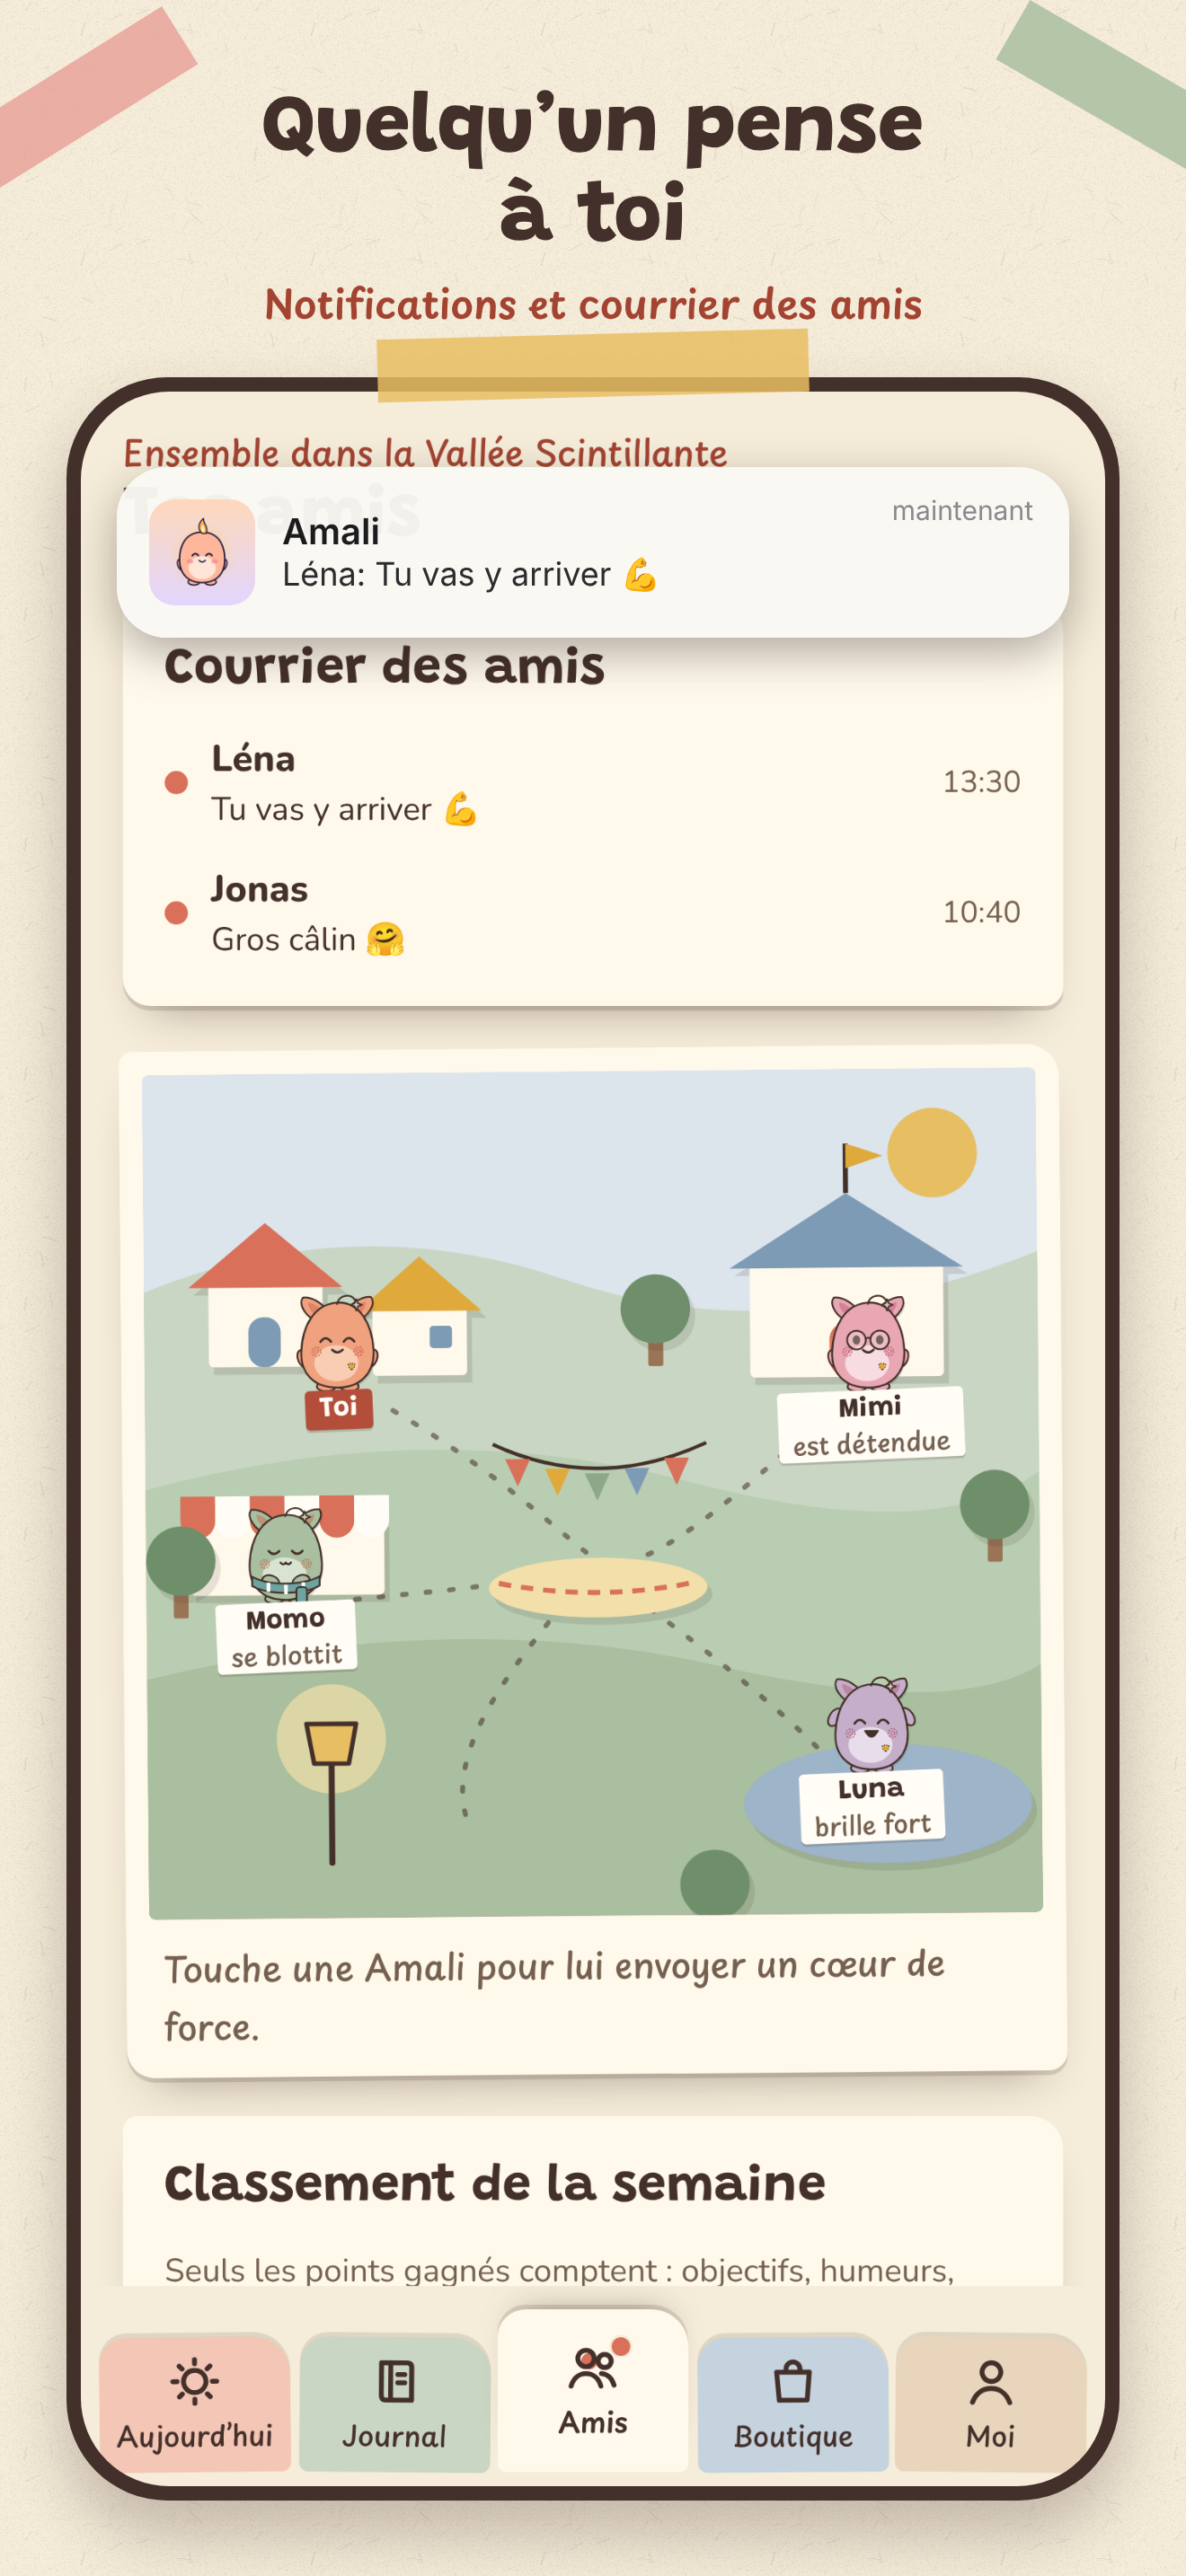 Quelqu’un pense
à toi
Notifications et courrier des amis
Ensemble dans la Vallée Scintillante
Tes amis
maintenant
Amali
Léna: Tu vas y arriver 💪
Courrier des amis
Léna
13:30
Tu vas y arriver 💪
Jonas
10:40
Gros câlin 🤗
Toi
Mimi
est détendue
Momo
se blottit
Luna
brille fort
Touche une Amali pour lui envoyer un cœur de
force.
Classement de la semaine
Seuls les points gagnés comptent : objectifs, humeurs,
Aujourd’hui
Journal
Amis
Boutique
Moi